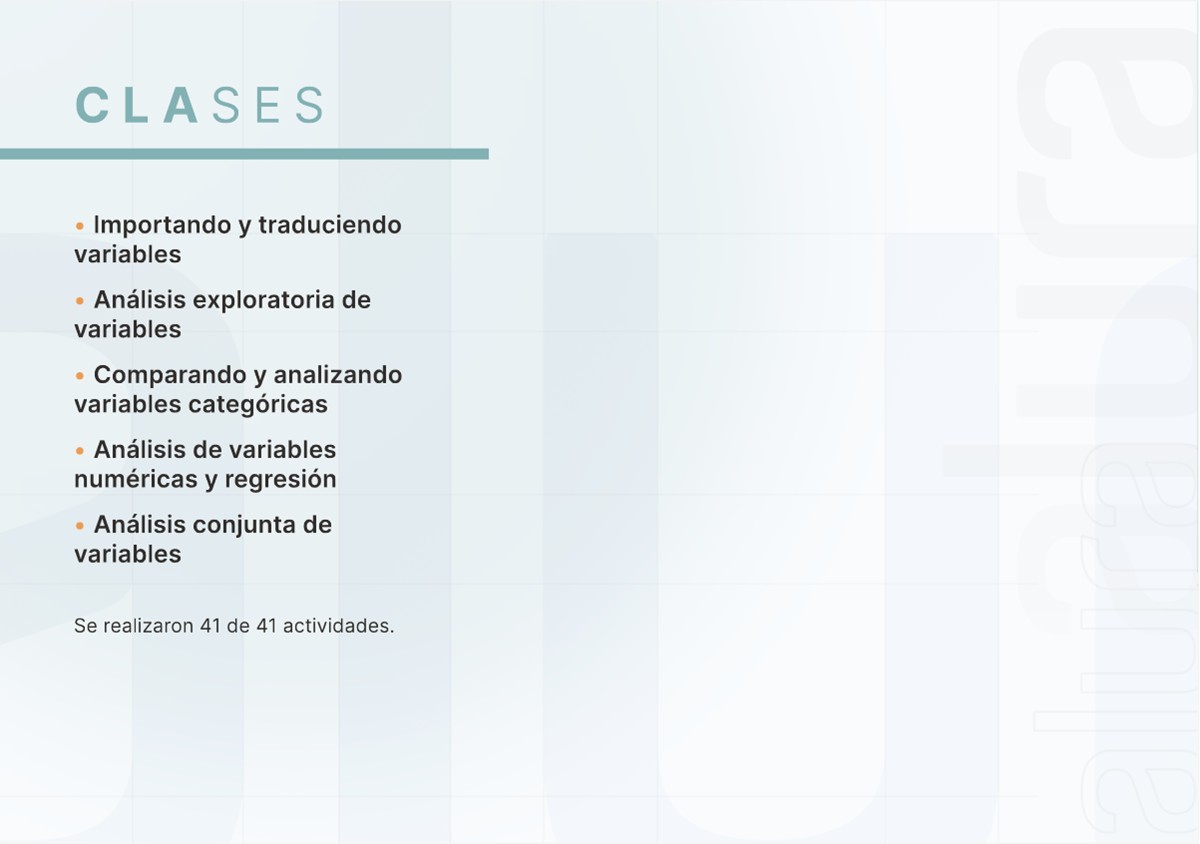 CLASES
• Importando y traduciendo
variables
• Análisis exploratoria de
variables
• Comparando y analizando
variables categóricas
• Análisis de variables
numéricas y regresión
• Análisis conjunta de
variables
Se realizaron 41 de 41 actividades.
alura
alura